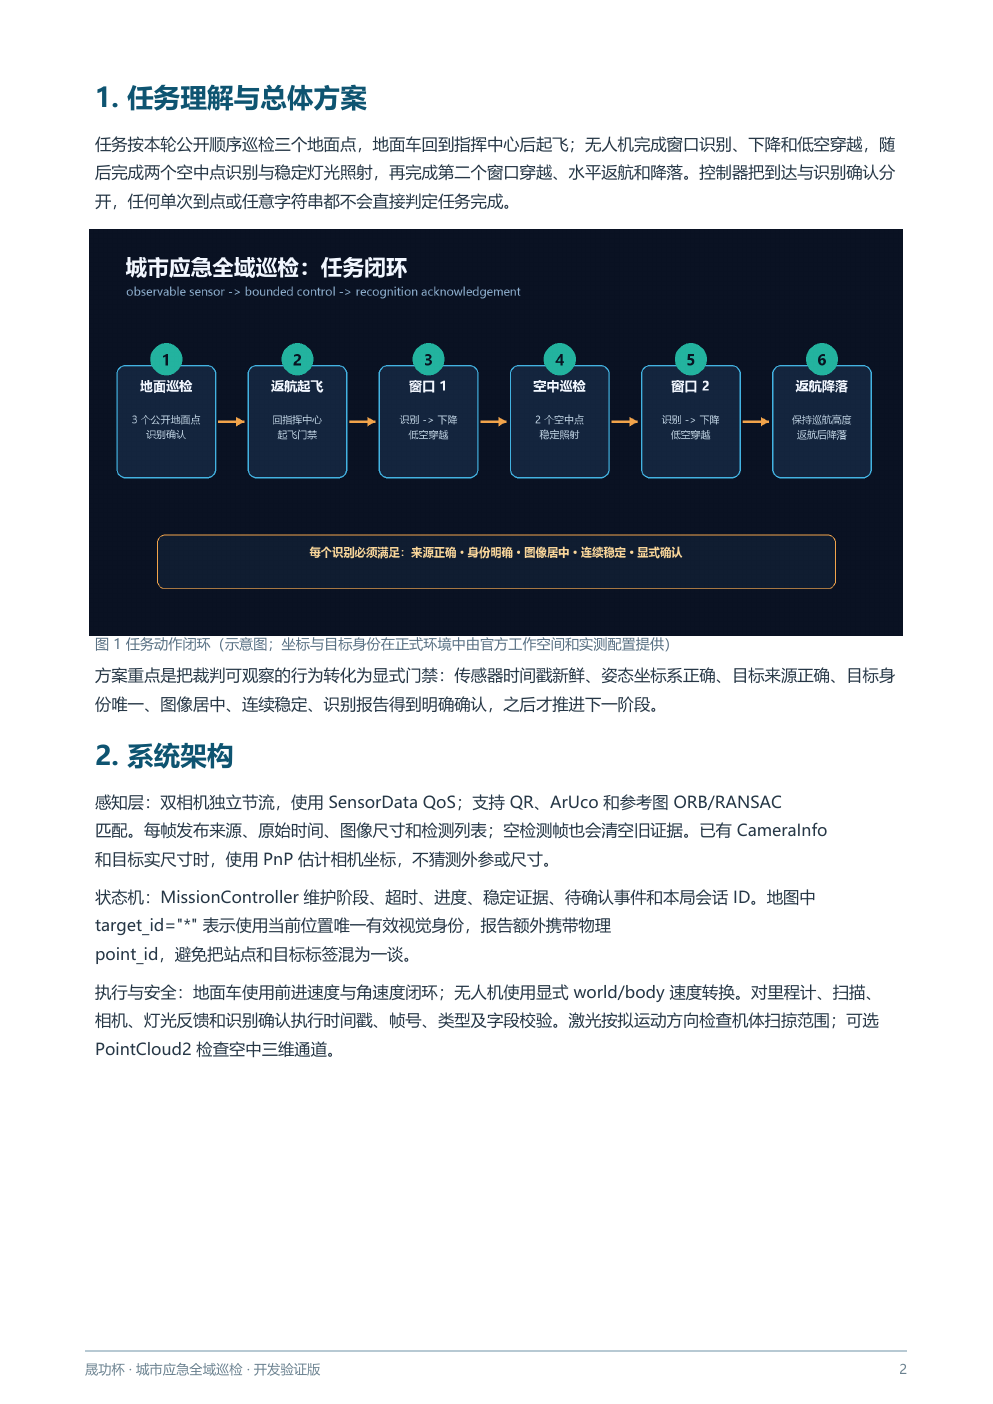 1. 任务理解与总体方案
任务按本轮公开顺序巡检三个地面点，地面车回到指挥中心后起飞；无人机完成窗口识别、下降和低空穿越，随
后完成两个空中点识别与稳定灯光照射，再完成第二个窗口穿越、水平返航和降落。控制器把到达与识别确认分
开，任何单次到点或任意字符串都不会直接判定任务完成。
城市应急全域巡检：任务闭环
observable sensor -> bounded control -> recognition acknowledgement
1
地面巡检
3 个公开地面点
识别确认
2
返航起飞
回指挥中心
起飞门禁
3
窗口 1
识别 -> 下降
低空穿越
4
空中巡检
2 个空中点
稳定照射
5
窗口 2
识别 -> 下降
低空穿越
6
返航降落
保持巡航高度
返航后降落
每个识别必须满足：来源正确 · 身份明确 · 图像居中 · 连续稳定 · 显式确认
图 1 任务动作闭环（示意图；坐标与目标身份在正式环境中由官方工作空间和实测配置提供）
方案重点是把裁判可观察的行为转化为显式门禁：传感器时间戳新鲜、姿态坐标系正确、目标来源正确、目标身
份唯一、图像居中、连续稳定、识别报告得到明确确认，之后才推进下一阶段。
2. 系统架构
感知层：双相机独立节流，使用 SensorData QoS；支持 QR、ArUco 和参考图 ORB/RANSAC
匹配。每帧发布来源、原始时间、图像尺寸和检测列表；空检测帧也会清空旧证据。已有 CameraInfo
和目标实尺寸时，使用 PnP 估计相机坐标，不猜测外参或尺寸。
状态机：MissionController 维护阶段、超时、进度、稳定证据、待确认事件和本局会话 ID。地图中
target_id="*" 表示使用当前位置唯一有效视觉身份，报告额外携带物理
point_id，避免把站点和目标标签混为一谈。
执行与安全：地面车使用前进速度与角速度闭环；无人机使用显式 world/body 速度转换。对里程计、扫描、
相机、灯光反馈和识别确认执行时间戳、帧号、类型及字段校验。激光按拟运动方向检查机体扫掠范围；可选
PointCloud2 检查空中三维通道。
晟功杯 · 城市应急全域巡检 · 开发验证版
2